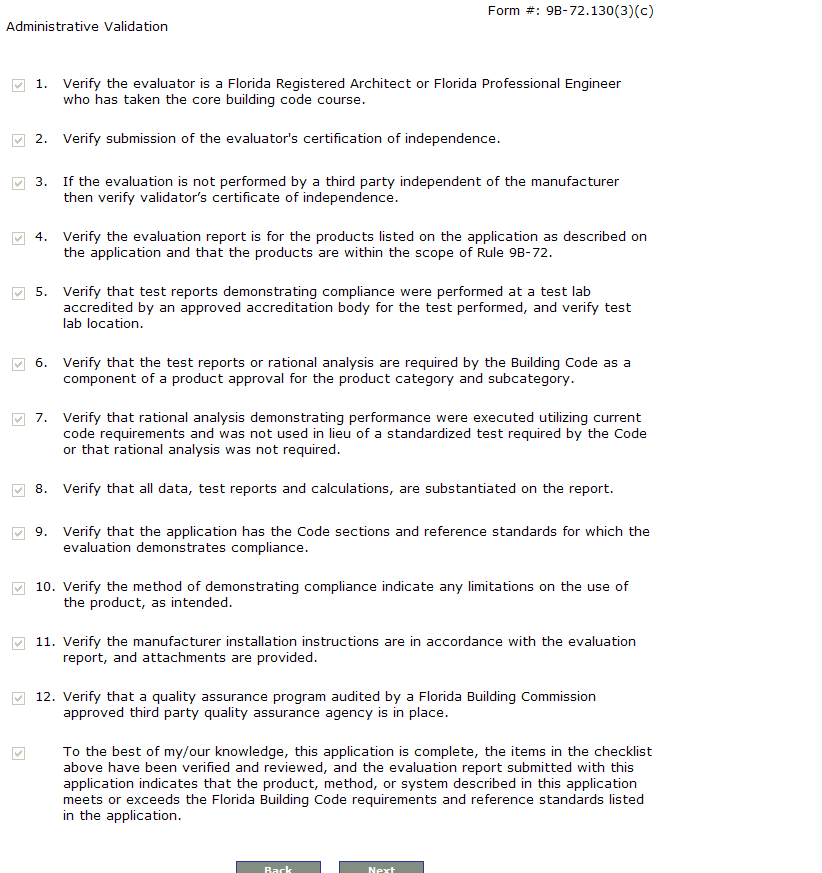 Form #: 9B-72.130(3)(c)
Administrative Validation
1. Verify the evaluator is a Florida Registered Architect or Florida Professional Engineer
who has taken the core building code course.
2. Verify submission of the evaluator's certification of independence.
3. If the evaluation is not performed by a third party independent of the manufacturer
then verify validator’s certificate of independence.
4. Verify the evaluation report is for the products listed on the application as described on
the application and that the products are within the scope of Rule 9B-72.
5. Verify that test reports demonstrating compliance were performed at a test lab
accredited by an approved accreditation body for the test performed, and verify test
lab location.
6. Verify that the test reports or rational analysis are required by the Building Code as a
component of a product approval for the product category and subcategory.
7. Verify that rational analysis demonstrating performance were executed utilizing current
code requirements and was not used in lieu of a standardized test required by the Code
or that rational analysis was not required.
8. Verify that all data, test reports and calculations, are substantiated on the report.
9. Verify that the application has the Code sections and reference standards for which the
evaluation demonstrates compliance.
10. Verify the method of demonstrating compliance indicate any limitations on the use of
the product, as intended.
11. Verify the manufacturer installation instructions are in accordance with the evaluation
report, and attachments are provided.
12. Verify that a quality assurance program audited by a Florida Building Commission
approved third party quality assurance agency is in place.
To the best of my/our knowledge, this application is complete, the items in the checklist
above have been verified and reviewed, and the evaluation report submitted with this
application indicates that the product, method, or system described in this application
meets or exceeds the Florida Building Code requirements and reference standards listed
in the application.
Back Next